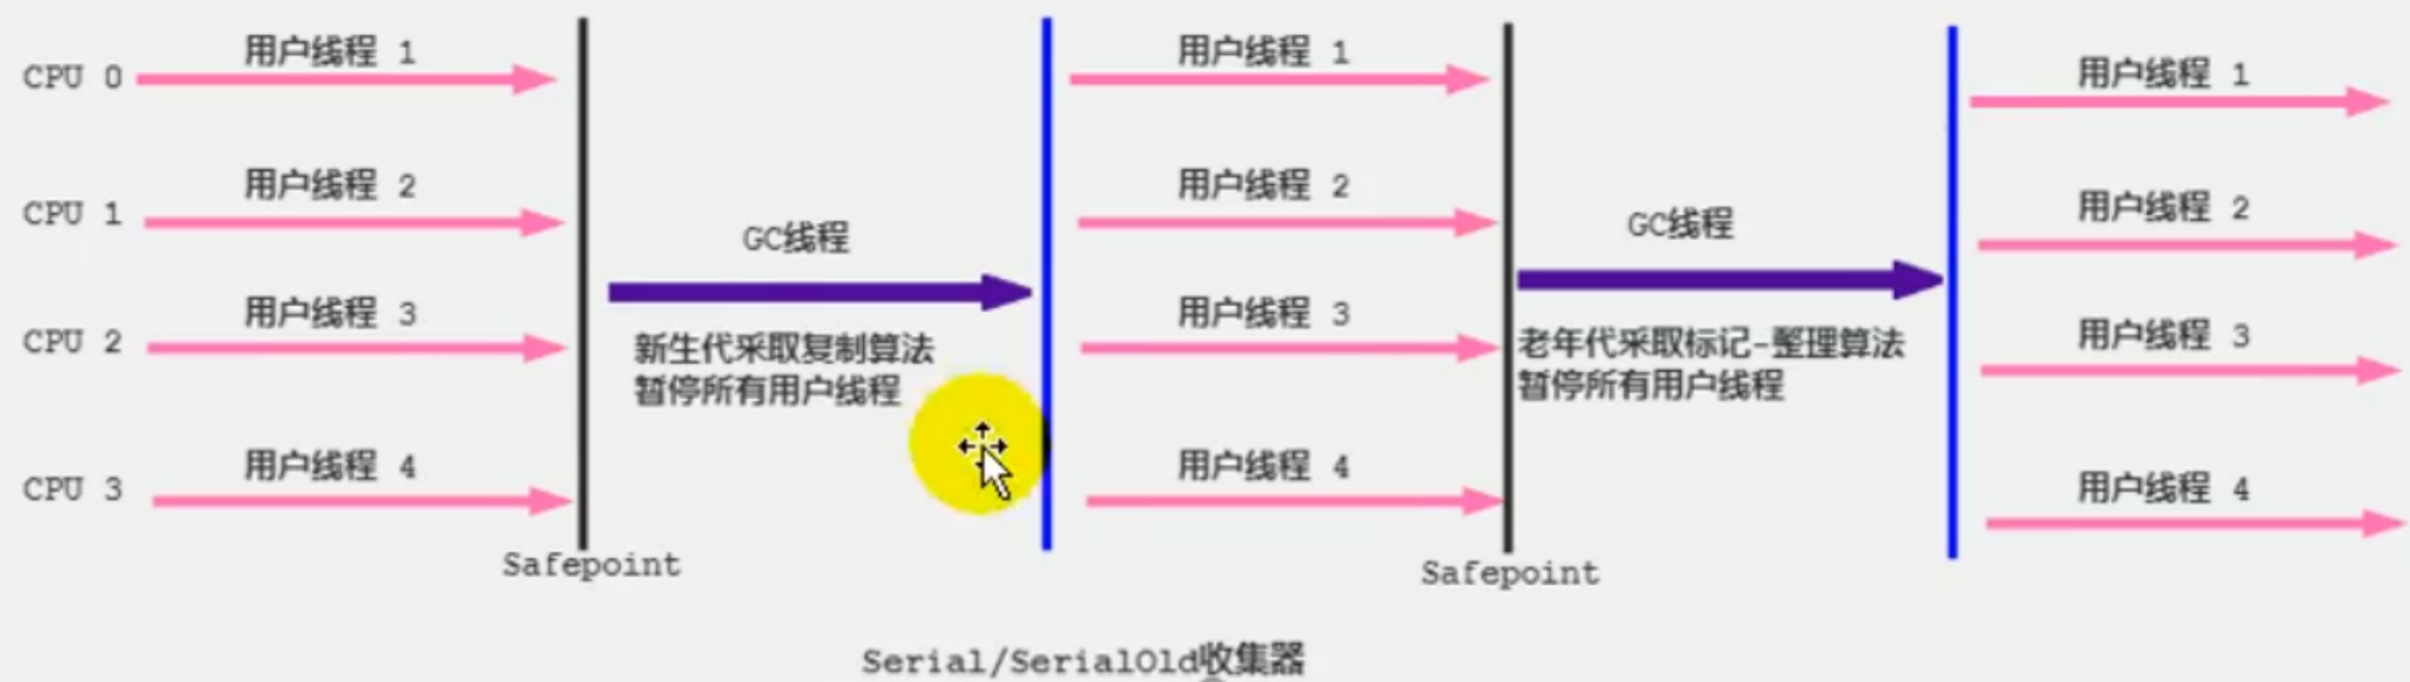 用户线程 1
用户线程 1
用户线程 1
CPU 0
用户线程 2
用户线程 2
用户线程 2
CPU 1
GC线程
GC线程
用户线程 3
用户线程 3
用户线程 3
CPU 2
新生代采取复制算法
暂停所有用户线程
老年代采取标记-整理算法
暂停所有用户线程
用户线程 4
用户线程 4
用户线程 4
CPU 3
Safepoint
Safepoint
Serial/SerialOld收集器